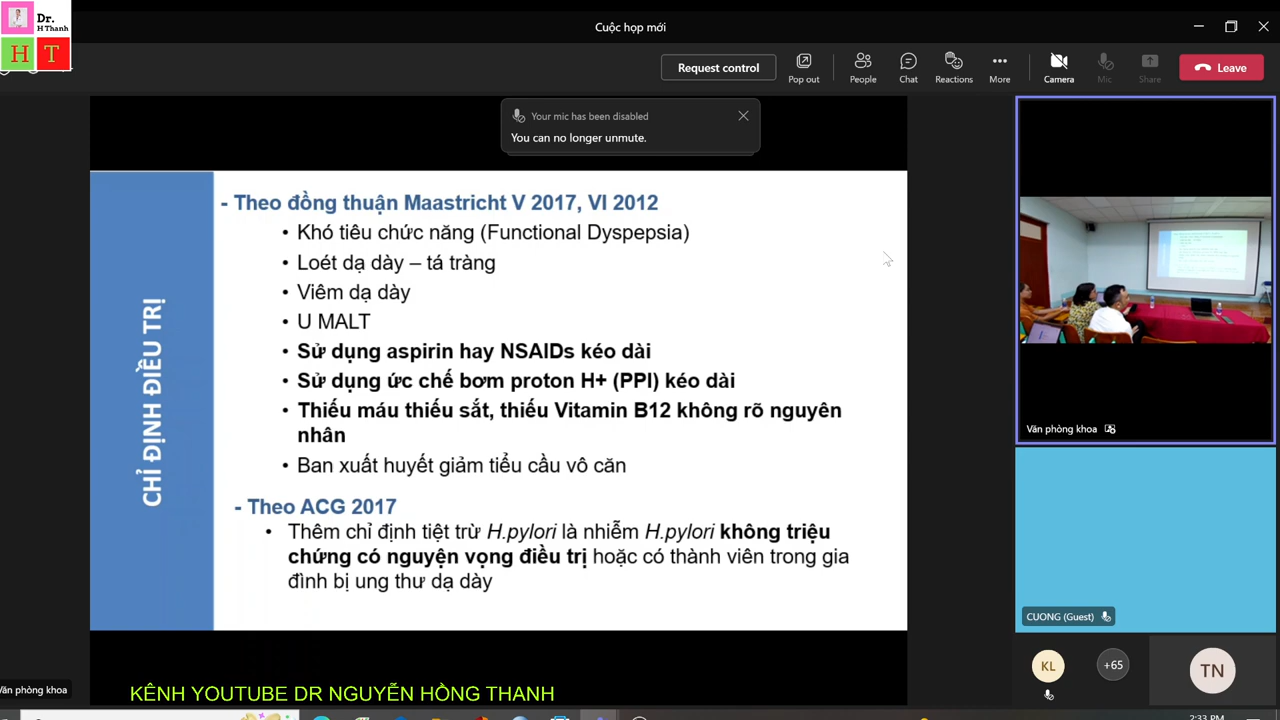 Dr.
H Thanh
H T
Cuộc họp mới
Request control
Pop out
People
Chat
Reactions
More
Camera
Mic
Share
Leave
Your mic has been disabled
You can no longer unmute.
CHỈ ĐỊNH ĐIỀU TRỊ
- Theo đồng thuận Maastricht V 2017, VI 2012
• Khó tiêu chức năng (Functional Dyspepsia)
• Loét dạ dày – tá tràng
• Viêm dạ dày
• U MALT
• Sử dụng aspirin hay NSAIDs kéo dài
• Sử dụng ức chế bơm proton H+ (PPI) kéo dài
• Thiếu máu thiếu sắt, thiếu Vitamin B12 không rõ nguyên
nhân
• Ban xuất huyết giảm tiểu cầu vô căn
- Theo ACG 2017
• Thêm chỉ định tiệt trừ H.pylori là nhiễm H.pylori không triệu
chứng có nguyện vọng điều trị hoặc có thành viên trong gia
đình bị ung thư dạ dày
Văn phòng khoa
CUONG (Guest)
KL
+65
TN
Văn phòng khoa
KÊNH YOUTUBE DR NGUYỄN HỒNG THANH
2:33 PM